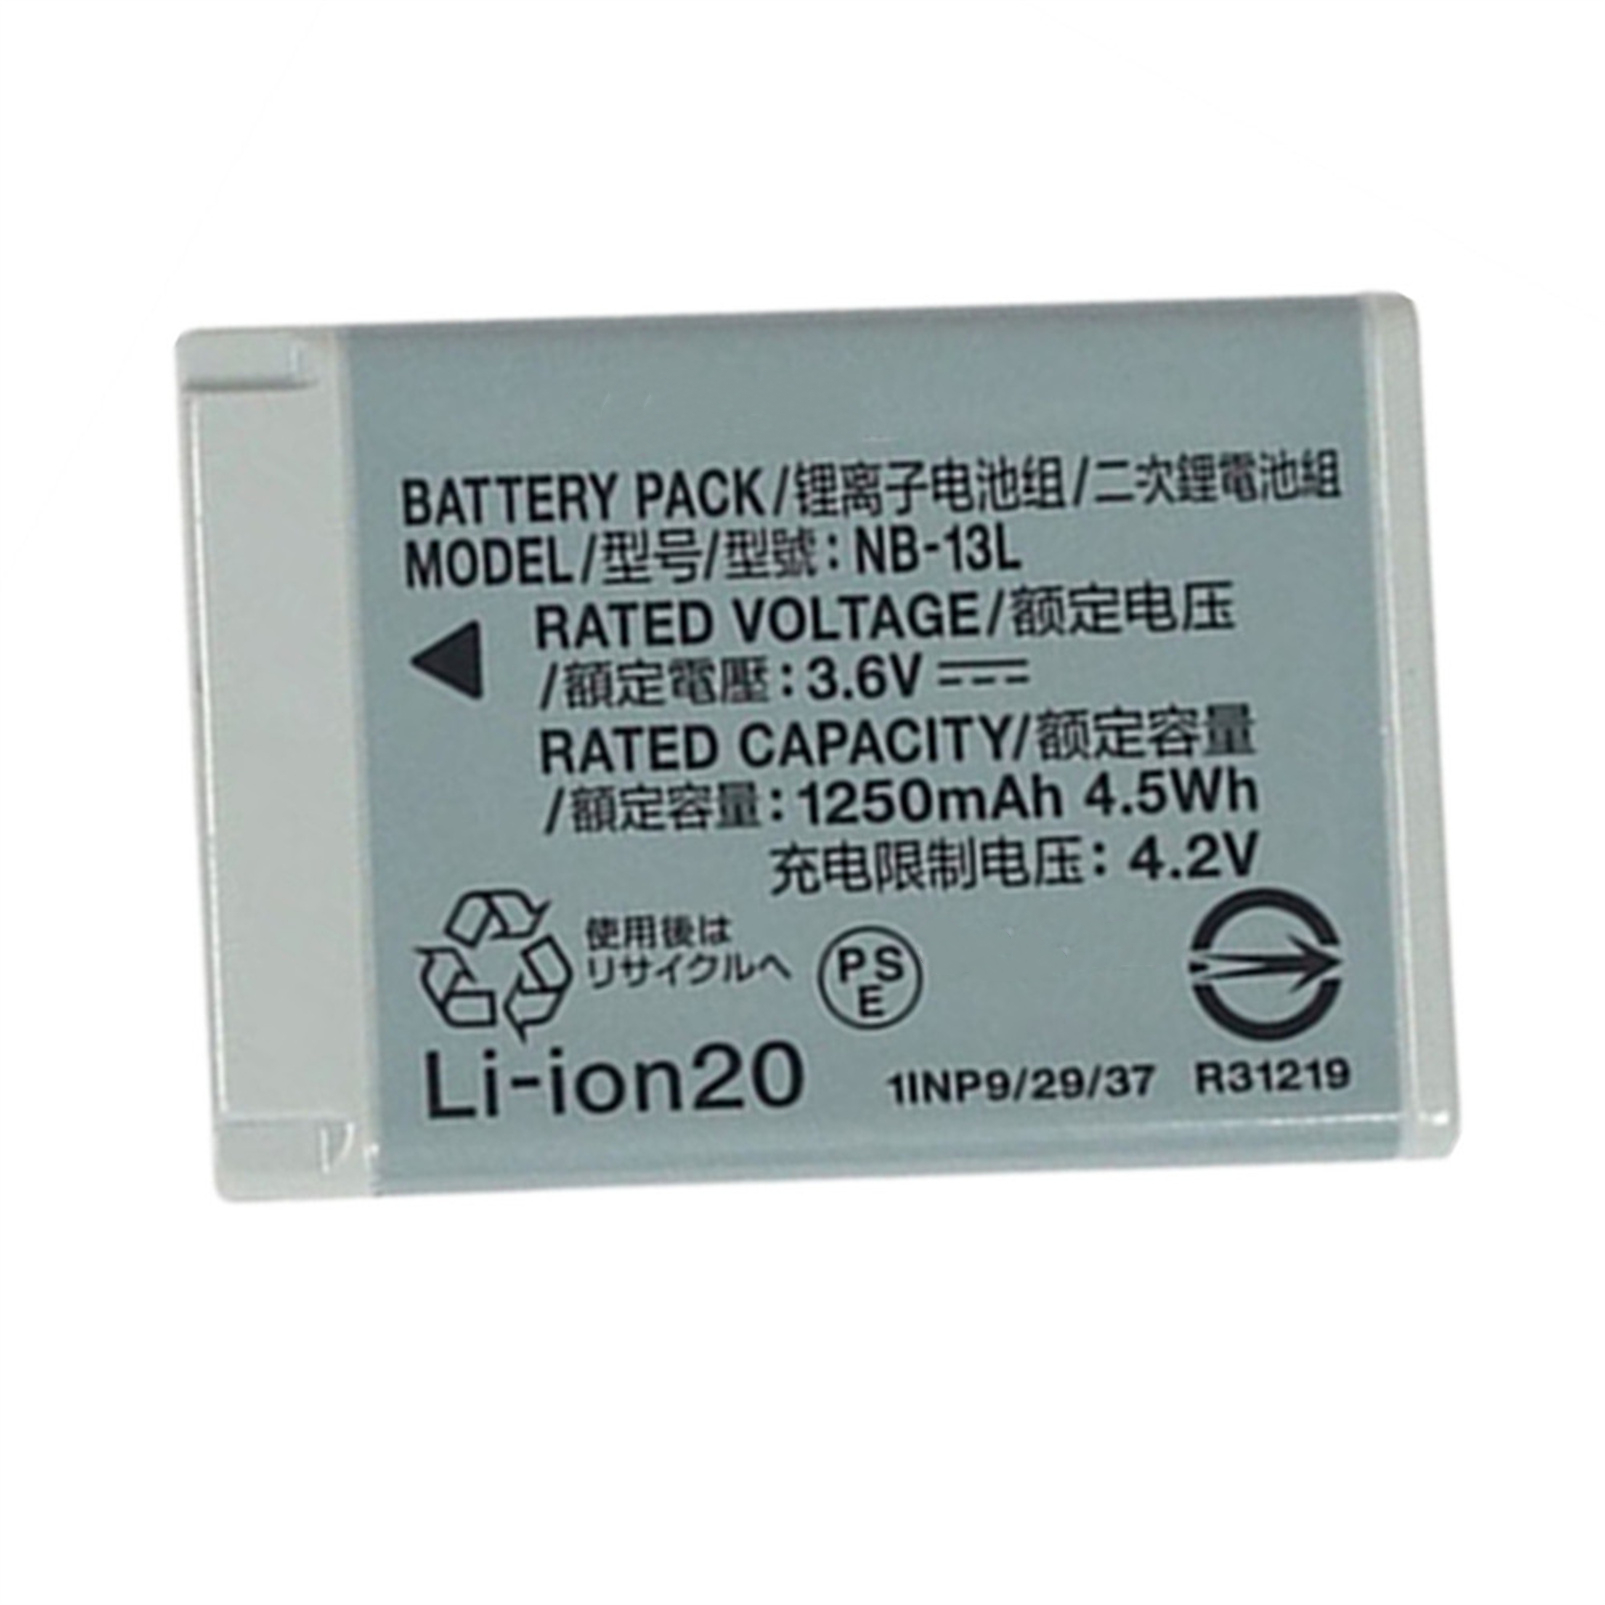 BATTERY PACK/锂离子电池组/二次鋰電池組
MODEL/型号/型號:NB-13L
RATED VOLTAGE/额定电压
/額定電壓:3.6V
RATED CAPACITY/额定容量
/額定容量:1250mAh 4.5Wh
充电限制电压:4.2V
使用後は
リサイクルへ
PSE
Li-ion20
1INP9/29/37
R31219